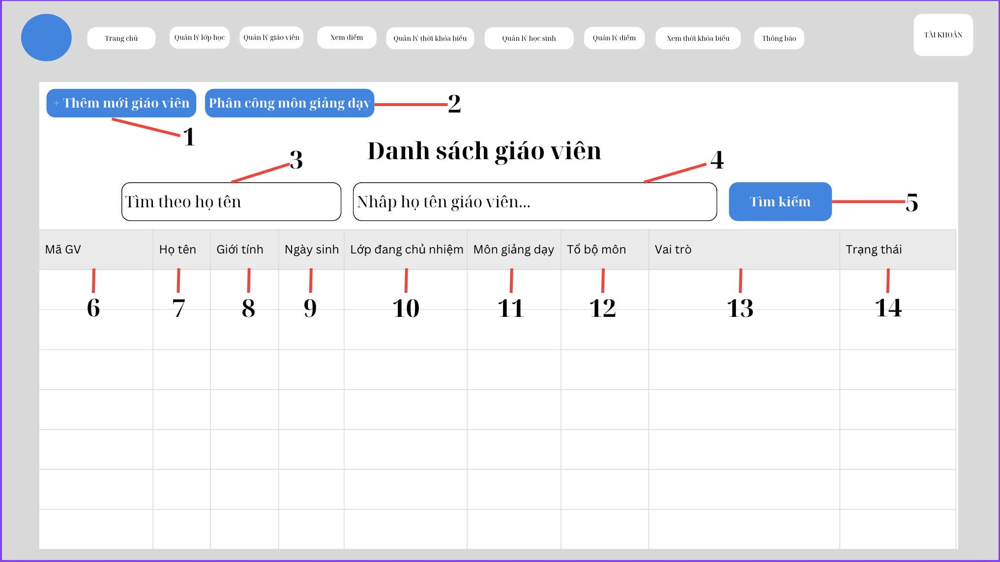 Trang chủ
Quản lý lớp học
Quản lý giáo viên
Xem điểm
Quản lý thời khóa biểu
Quản lý học sinh
Quản lý điểm
Xem thời khóa biểu
Thông báo
TÀI KHOẢN
+ Thêm mới giáo viên
Phân công môn giảng dạy
2
1
Danh sách giáo viên
3
4
Tìm theo họ tên
Nhâp họ tên giáo viên...
Tìm kiếm
5
Mã GV
Họ tên
Giới tính
Ngày sinh
Lớp đang chủ nhiệm
Môn giảng dạy
Tổ bộ môn
Vai trò
Trạng thái
6
7
8
9
10
11
12
13
14